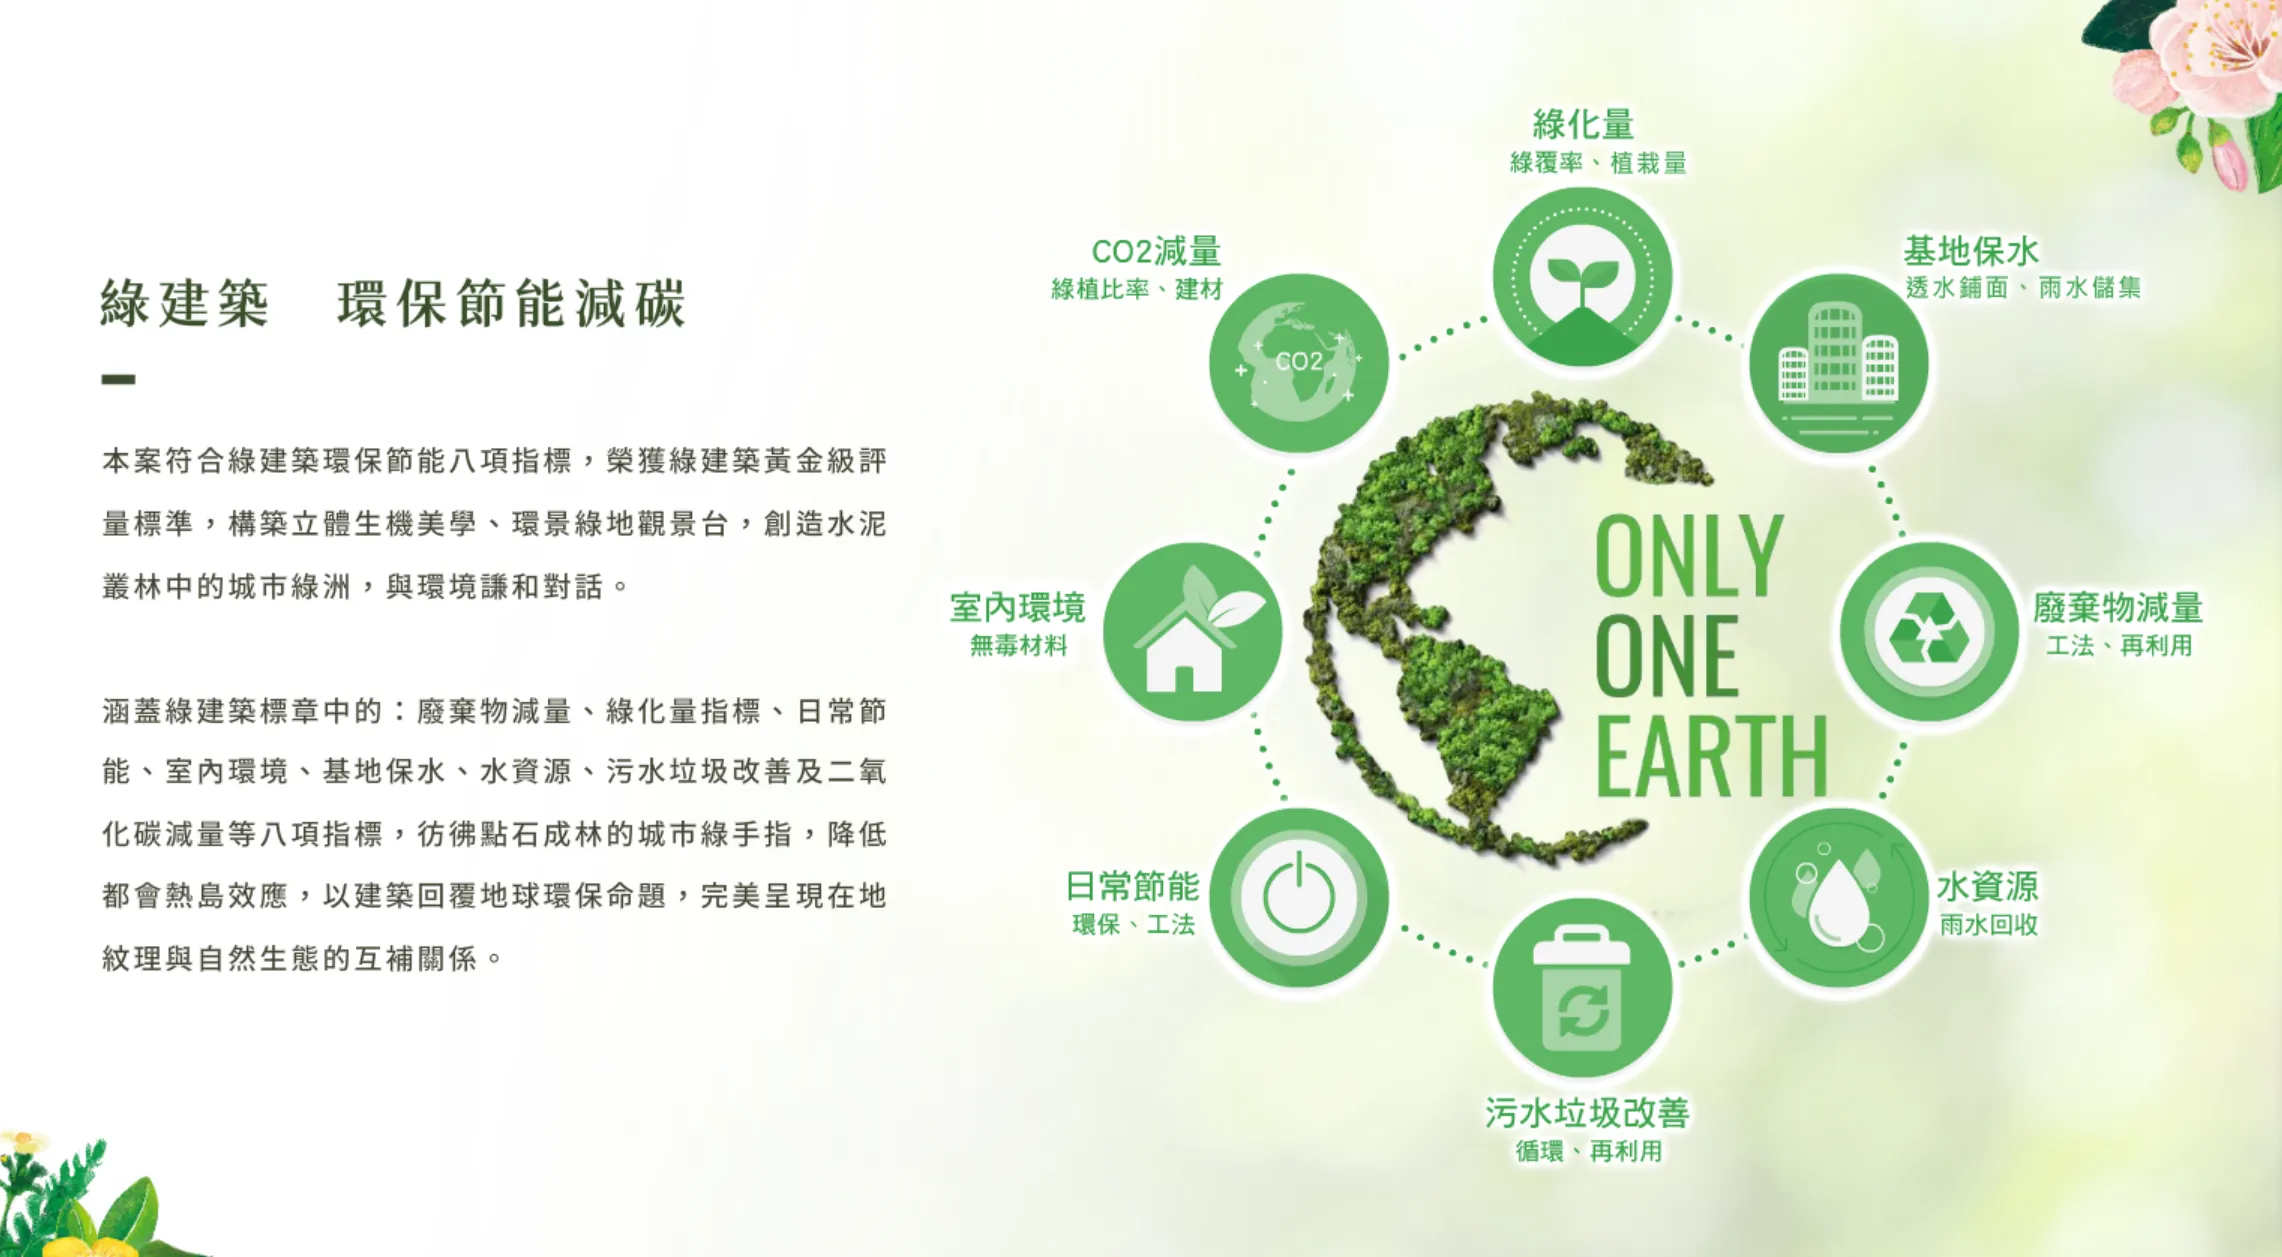 綠建築　環保節能減碳
本案符合綠建築環保節能八項指標，榮獲綠建築黃金級評
量標準，構築立體生機美學、環景綠地觀景台，創造水泥
叢林中的城市綠洲，與環境謙和對話。
涵蓋綠建築標章中的：廢棄物減量、綠化量指標、日常節
能、室內環境、基地保水、水資源、污水垃圾改善及二氧
化碳減量等八項指標，彷彿點石成林的城市綠手指，降低
都會熱島效應，以建築回覆地球環保命題，完美呈現在地
紋理與自然生態的互補關係。
綠化量
綠覆率、植栽量
CO2減量
綠植比率、建材
CO2
基地保水
透水鋪面、雨水儲集
室內環境
無毒材料
ONLY
ONE
EARTH
廢棄物減量
工法、再利用
日常節能
環保、工法
水資源
雨水回收
污水垃圾改善
循環、再利用